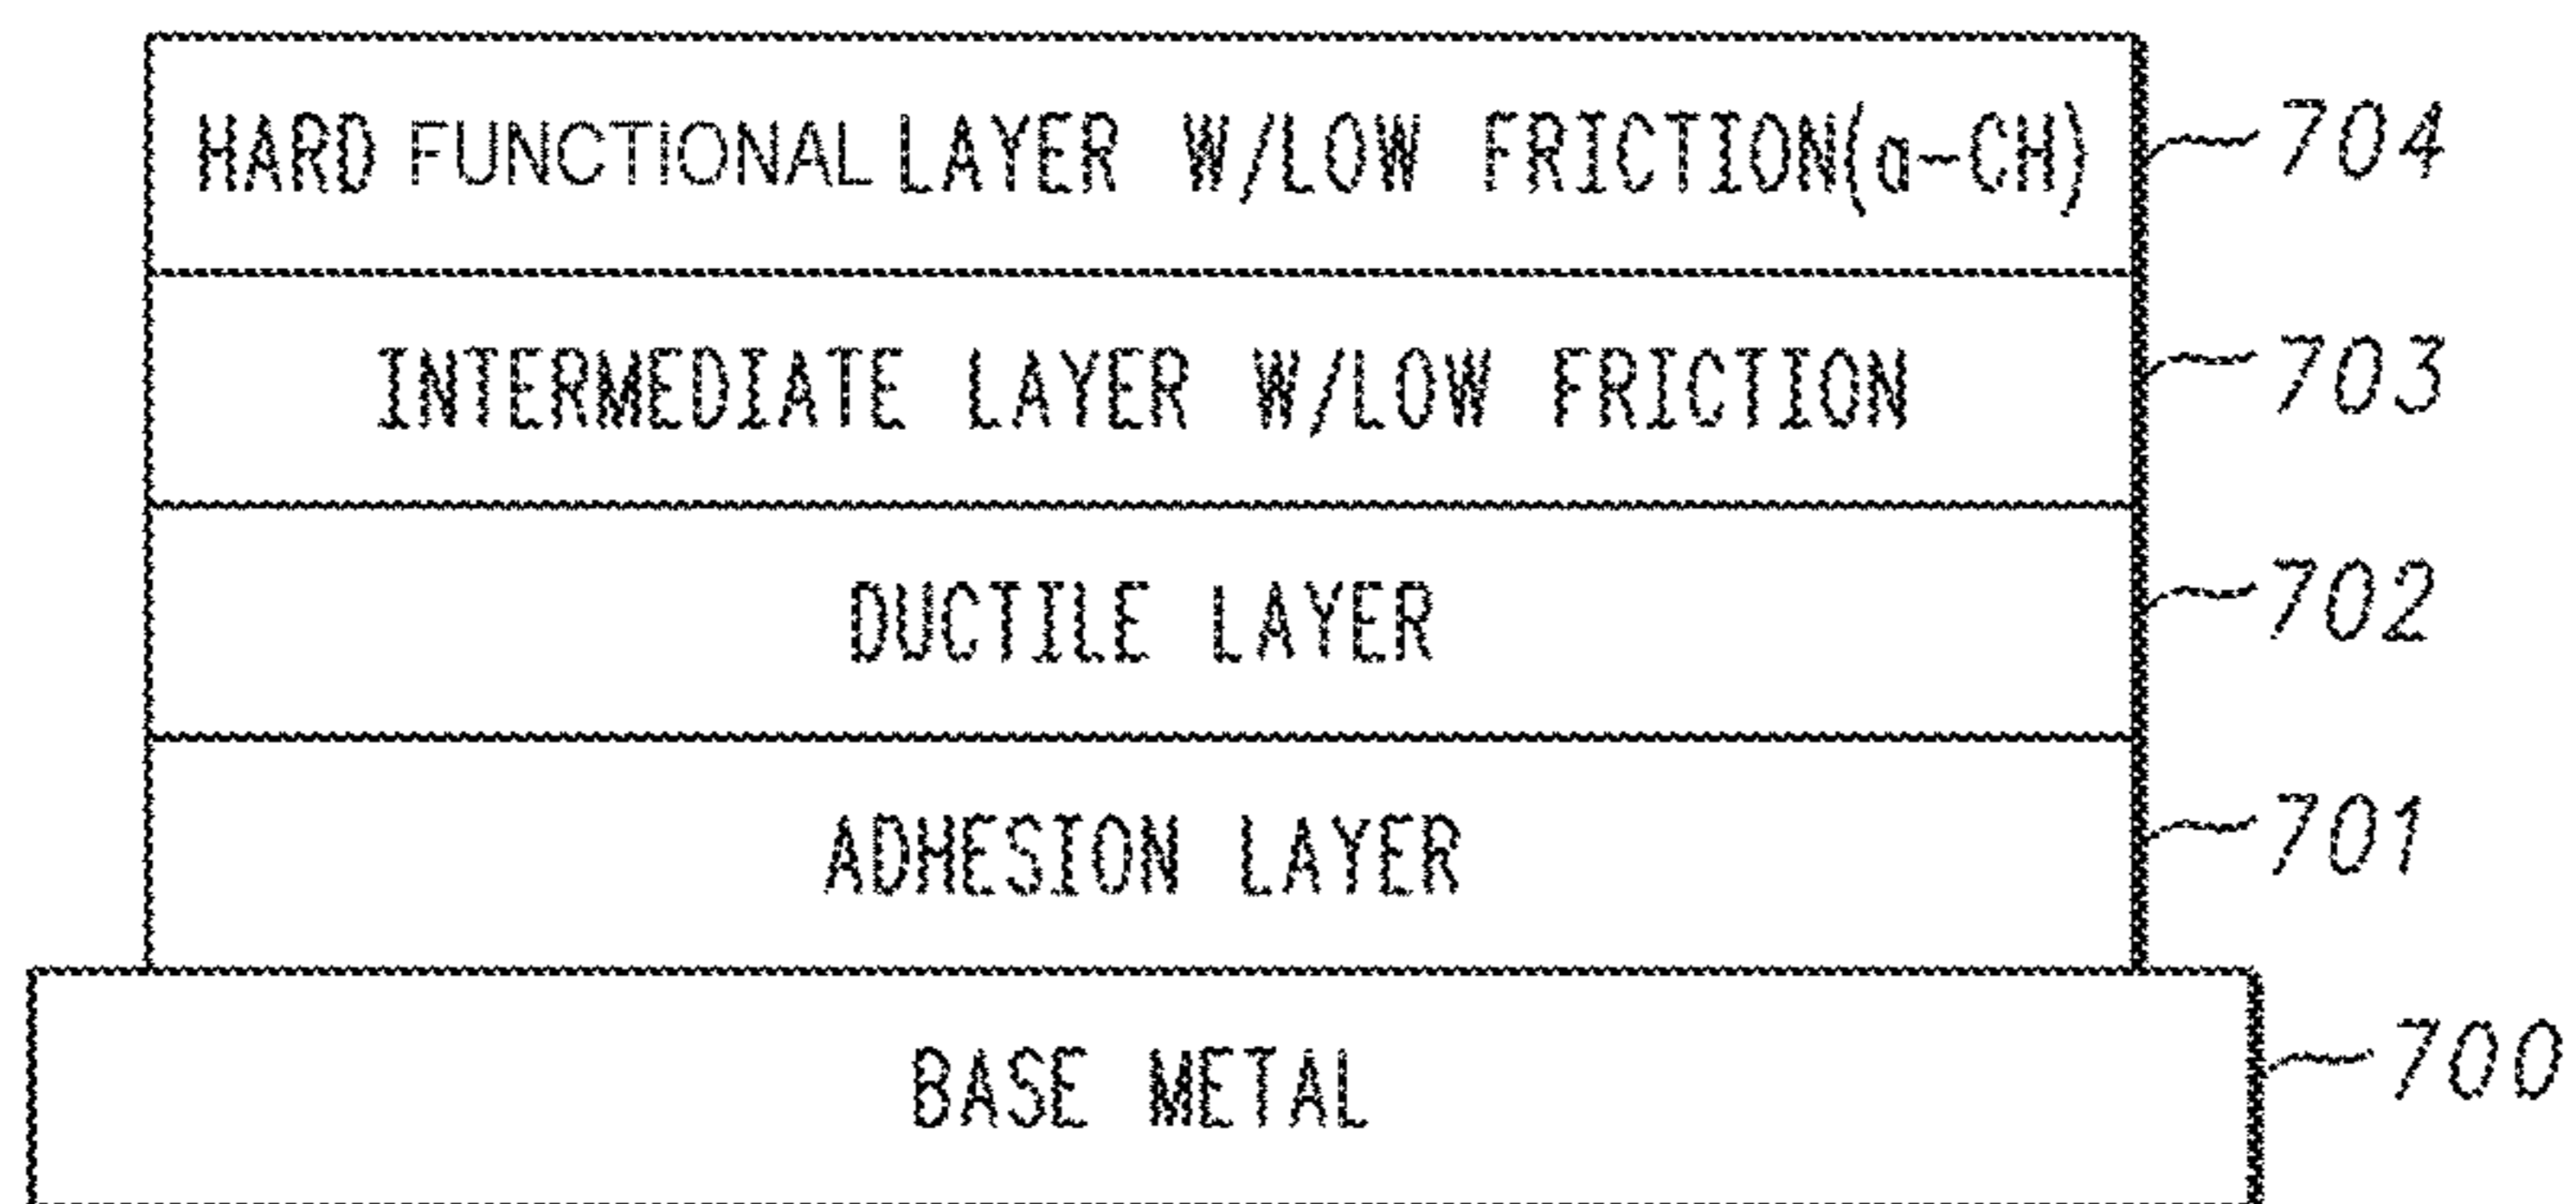 HARD FUNCTIONAL LAYER W/LOW FRICTION(a-CH) 704
INTERMEDIATE LAYER W/LOW FRICTION 703
DUCTILE LAYER 702
ADHESION LAYER 701
BASE METAL 700